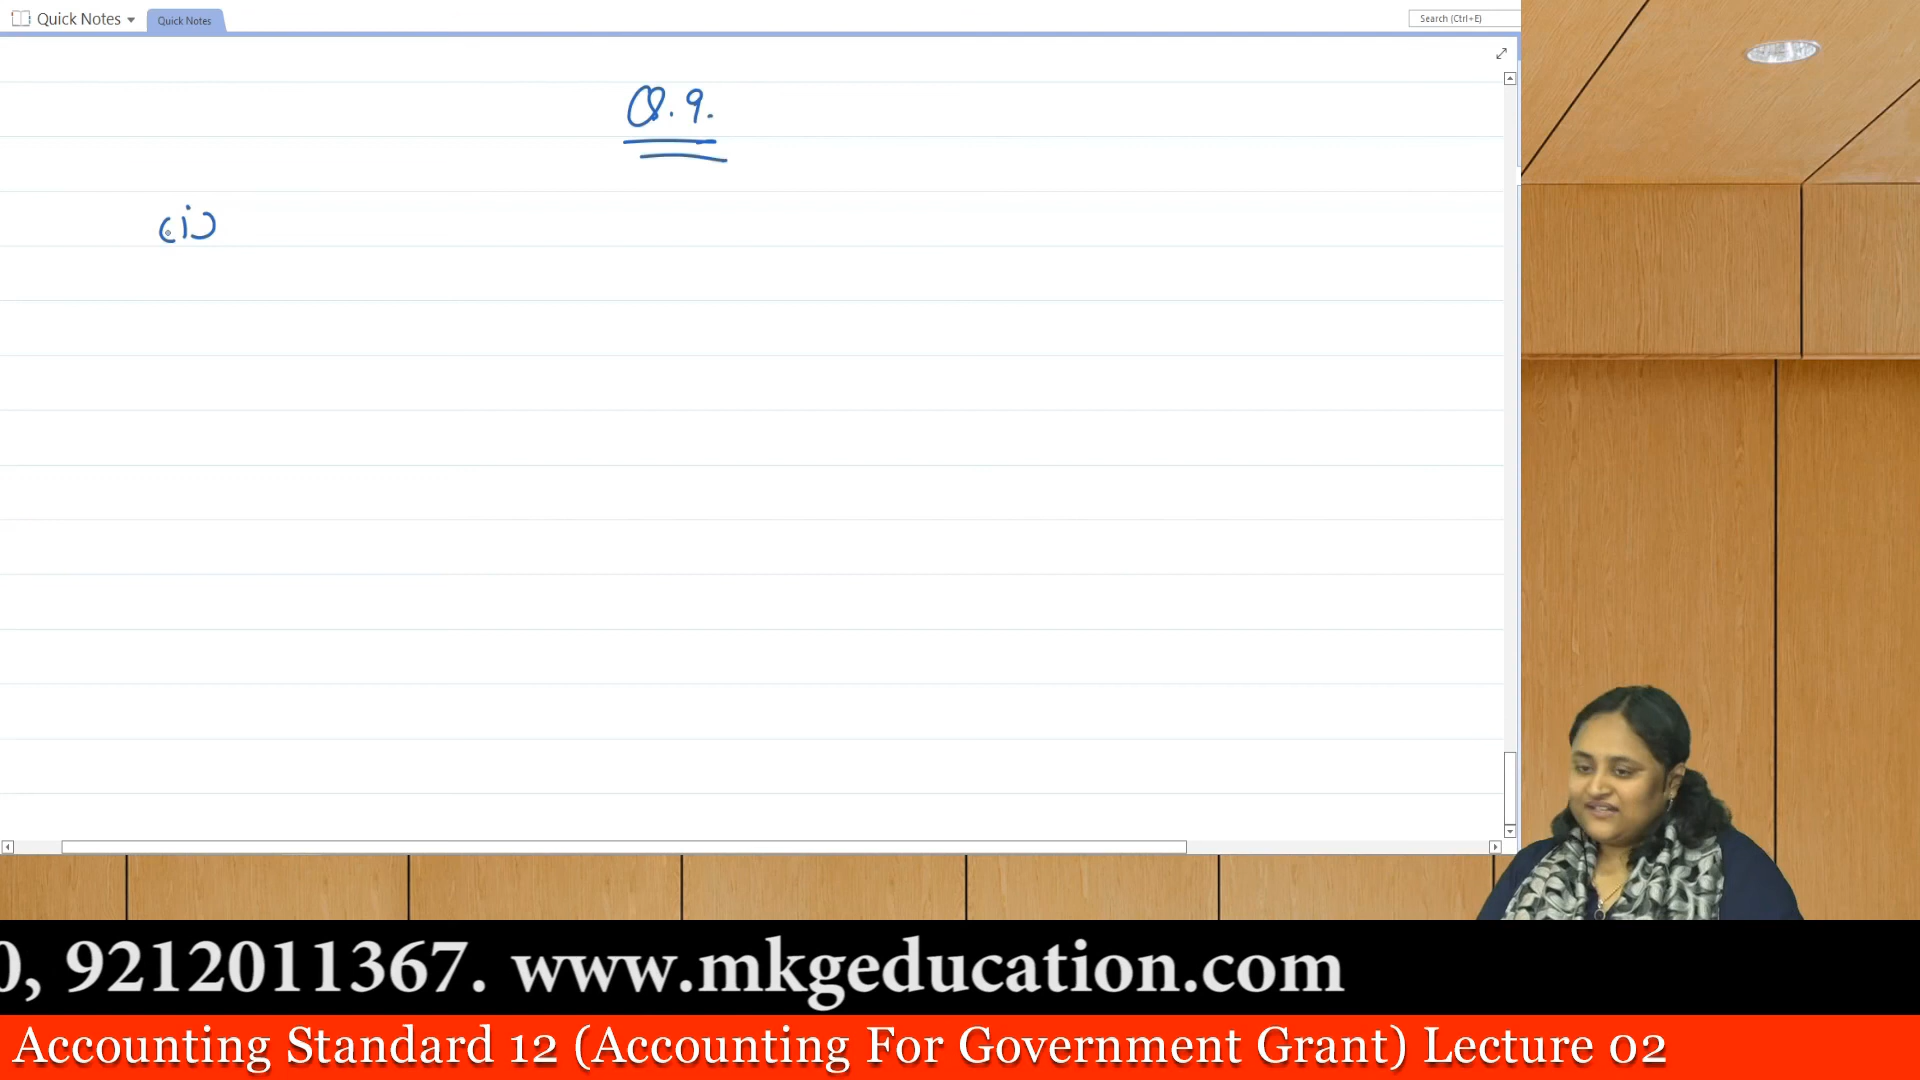 Quick Notes Quick Notes Search (Ctrl+E)
Q.9.
(i)
0, 9212011367. www.mkgeducation.com
Accounting Standard 12 (Accounting For Government Grant) Lecture 02